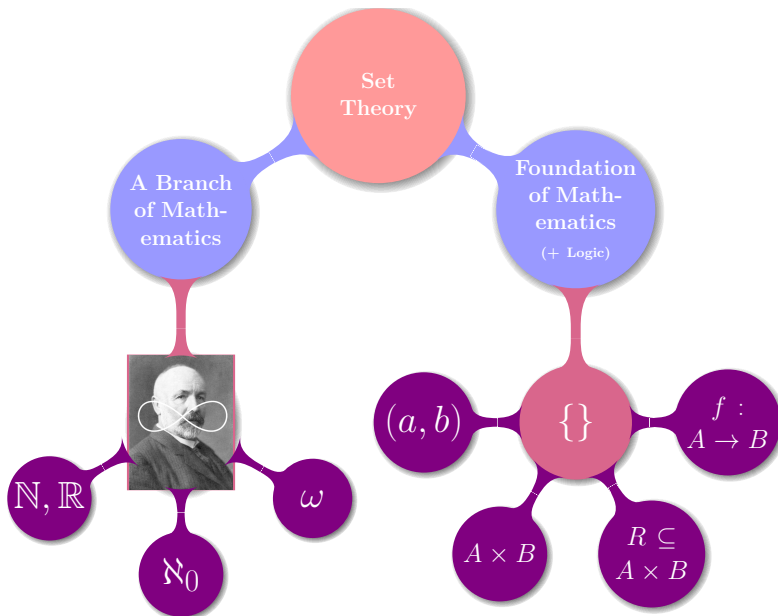 Set
Theory
A Branch
of Math-
ematics
Foundation
of Math-
ematics
(+ Logic)
∞
ℕ, ℝ
ℵ₀
ω
(a, b)
{}
f :
A → B
A × B
R ⊆
A × B